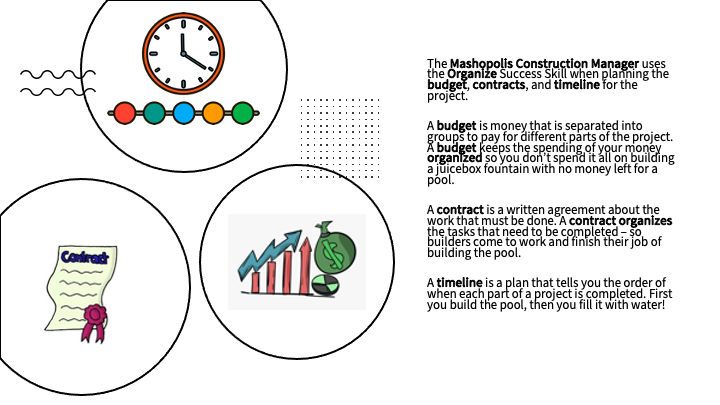 Contract
The Mashopolis Construction Manager uses
the Organize Success Skill when planning the
budget, contracts, and timeline for the
project.
A budget is money that is separated into
groups to pay for different parts of the project.
A budget keeps the spending of your money
organized so you don't spend it all on building
a juicebox fountain with no money left for a
pool.
A contract is a written agreement about the
work that must be done. A contract organizes
the tasks that need to be completed – so
builders come to work and finish their job of
building the pool.
A timeline is a plan that tells you the order of
when each part of a project is completed. First
you build the pool, then you fill it with water!